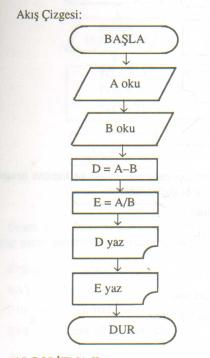 Akış Çizgesi:
BAŞLA
A oku
B oku
D = A–B
E = A/B
D yaz
E yaz
DUR